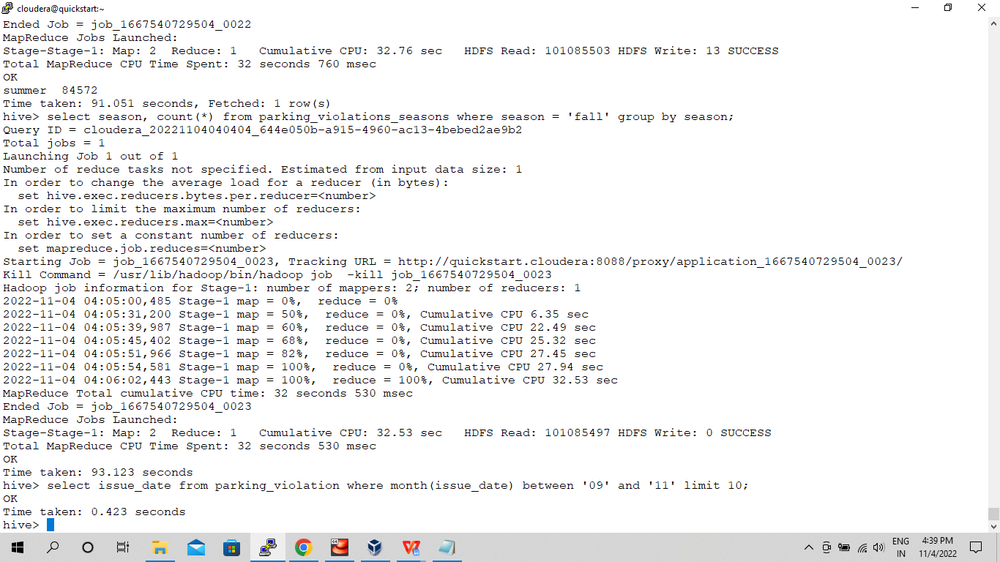 cloudera@quickstart:~
Ended Job = job_1667540729504_0022
MapReduce Jobs Launched:
Stage-Stage-1: Map: 2  Reduce: 1   Cumulative CPU: 32.76 sec   HDFS Read: 101085503 HDFS Write: 13 SUCCESS
Total MapReduce CPU Time Spent: 32 seconds 760 msec
OK
summer  84572
Time taken: 91.051 seconds, Fetched: 1 row(s)
hive> select season, count(*) from parking_violations_seasons where season = 'fall' group by season;
Query ID = cloudera_20221104040404_644e050b-a915-4960-ac13-4bebed2ae9b2
Total jobs = 1
Launching Job 1 out of 1
Number of reduce tasks not specified. Estimated from input data size: 1
In order to change the average load for a reducer (in bytes):
  set hive.exec.reducers.bytes.per.reducer=<number>
In order to limit the maximum number of reducers:
  set hive.exec.reducers.max=<number>
In order to set a constant number of reducers:
  set mapreduce.job.reduces=<number>
Starting Job = job_1667540729504_0023, Tracking URL = http://quickstart.cloudera:8088/proxy/application_1667540729504_0023/
Kill Command = /usr/lib/hadoop/bin/hadoop job  -kill job_1667540729504_0023
Hadoop job information for Stage-1: number of mappers: 2; number of reducers: 1
2022-11-04 04:05:00,485 Stage-1 map = 0%,  reduce = 0%
2022-11-04 04:05:31,200 Stage-1 map = 50%,  reduce = 0%, Cumulative CPU 6.35 sec
2022-11-04 04:05:39,987 Stage-1 map = 60%,  reduce = 0%, Cumulative CPU 22.49 sec
2022-11-04 04:05:45,402 Stage-1 map = 68%,  reduce = 0%, Cumulative CPU 25.32 sec
2022-11-04 04:05:51,966 Stage-1 map = 82%,  reduce = 0%, Cumulative CPU 27.45 sec
2022-11-04 04:05:54,581 Stage-1 map = 100%,  reduce = 0%, Cumulative CPU 27.94 sec
2022-11-04 04:06:02,443 Stage-1 map = 100%,  reduce = 100%, Cumulative CPU 32.53 sec
MapReduce Total cumulative CPU time: 32 seconds 530 msec
Ended Job = job_1667540729504_0023
MapReduce Jobs Launched:
Stage-Stage-1: Map: 2  Reduce: 1   Cumulative CPU: 32.53 sec   HDFS Read: 101085497 HDFS Write: 0 SUCCESS
Total MapReduce CPU Time Spent: 32 seconds 530 msec
OK
Time taken: 93.123 seconds
hive> select issue_date from parking_violation where month(issue_date) between '09' and '11' limit 10;
OK
Time taken: 0.423 seconds
hive>
ENG 4:39 PM
IN 11/4/2022